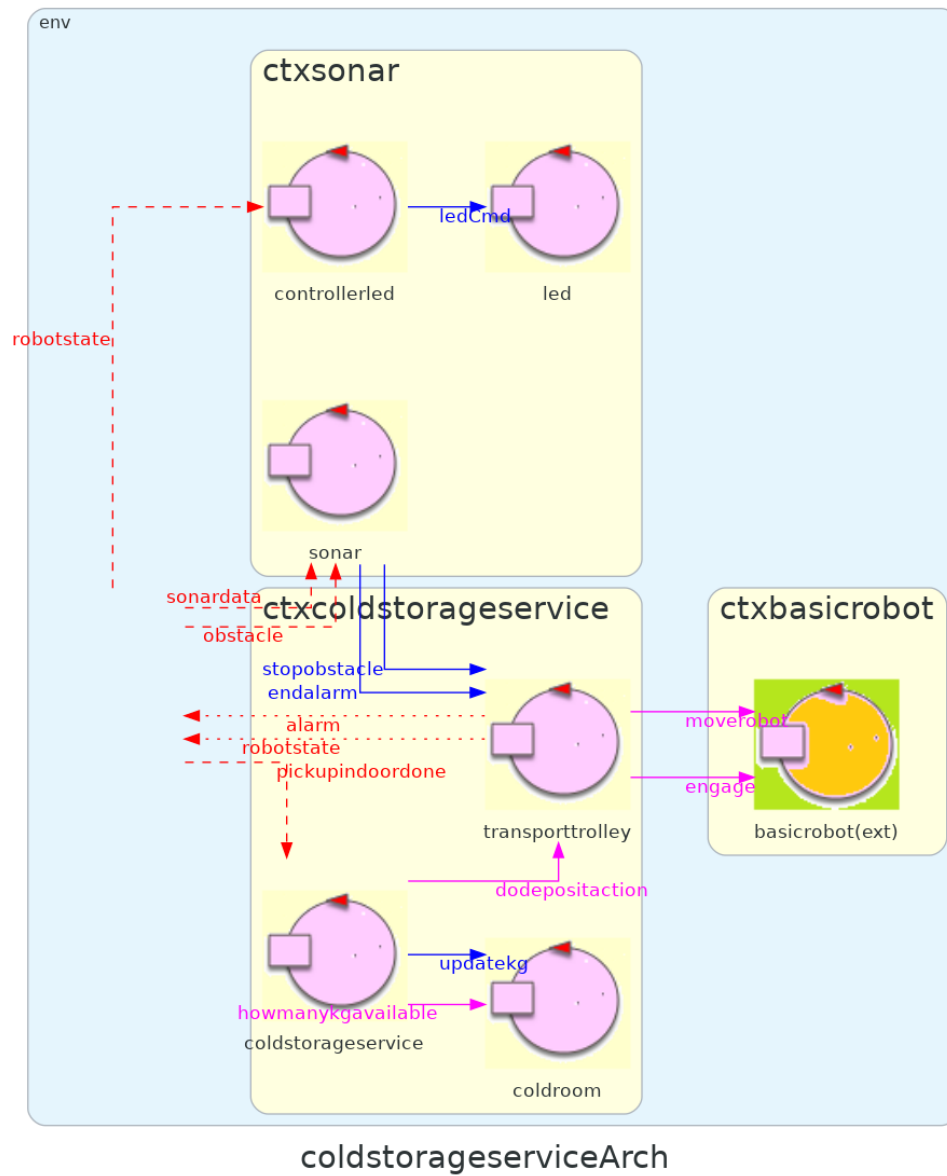 env
ctxsonar
ledCmd
controllerled
led
robotstate
sonar
sonardata
obstacle
ctxcoldstorageservice
ctxbasicrobot
stopobstacle
endalarm
alarm
robotstate
pickupindoordone
moverobot
engage
transporttrolley
basicrobot(ext)
dodepositaction
updatekg
howmanykgavailable
coldstorageservice
coldroom
coldstorageserviceArch